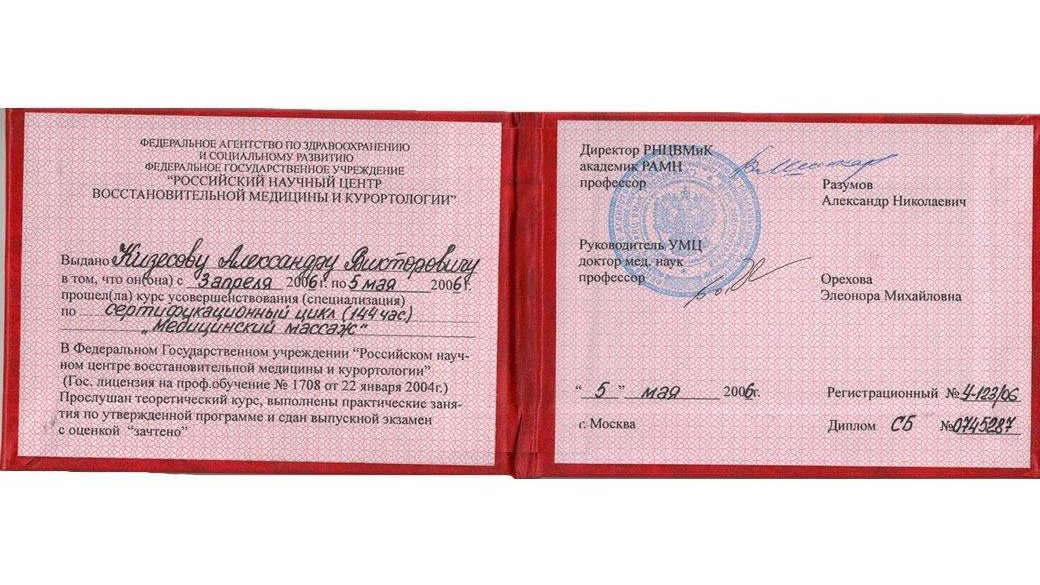 ФЕДЕРАЛЬНОЕ АГЕНТСТВО ПО ЗДРАВООХРАНЕНИЮ
И СОЦИАЛЬНОМУ РАЗВИТИЮ
ФЕДЕРАЛЬНОЕ ГОСУДАРСТВЕННОЕ УЧРЕЖДЕНИЕ
“РОССИЙСКИЙ НАУЧНЫЙ ЦЕНТР
ВОССТАНОВИТЕЛЬНОЙ МЕДИЦИНЫ И КУРОРТОЛОГИИ”
Выдано Кизесову Александру Викторовичу
в том, что он(она) с 3 апреля 2006г. по 5 мая 2006г.
прошел(ла) курс усовершенствования (специализация)
по сертификационный цикл (144 час)
„Медицинский массаж“
В Федеральном Государственном учреждении “Российском науч-
ном центре восстановительной медицины и курортологии”
(Гос. лицензия на проф.обучение № 1708 от 22 января 2004г.)
Прослушан теоретический курс, выполнены практические заня-
тия по утвержденной программе и сдан выпускной экзамен
с оценкой “зачтено”
Директор РНЦВМиК
академик РАМН
профессор
Разумов
Александр Николаевич
Руководитель УМЦ
доктор мед. наук
профессор
Орехова
Элеонора Михайловна
“ 5 ” мая 2006г.
Регистрационный № 4-123/06
г. Москва
Диплом СБ № 0745287